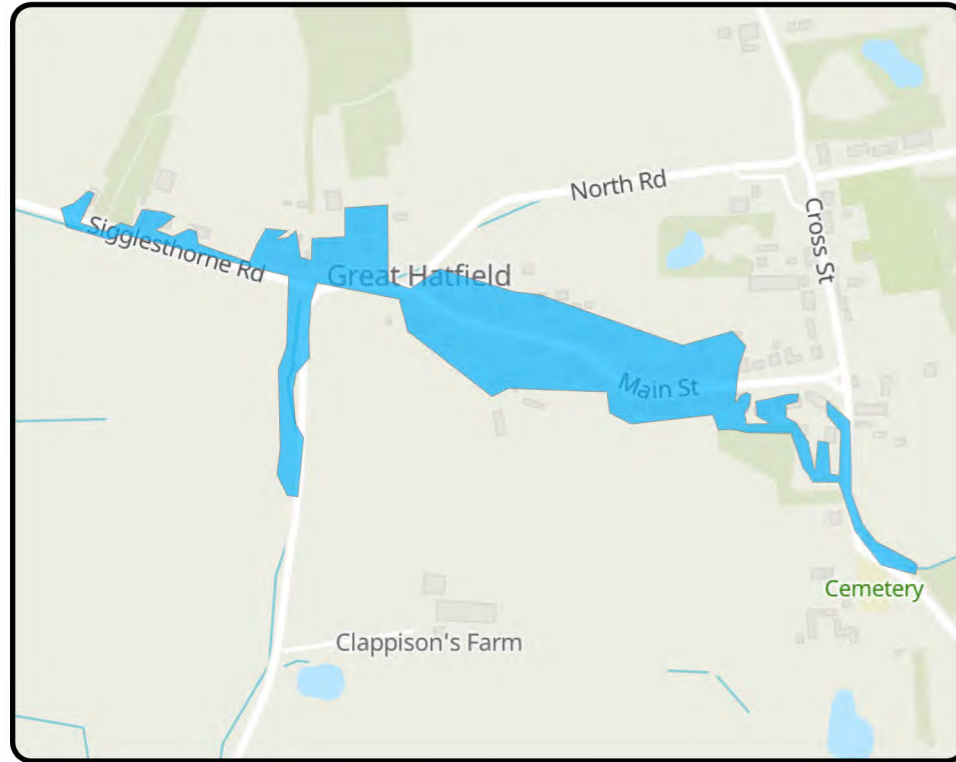 North Rd
Cross St
Sigglesthorne Rd
Great Hatfield
Main St
Cemetery
Clappison's Farm